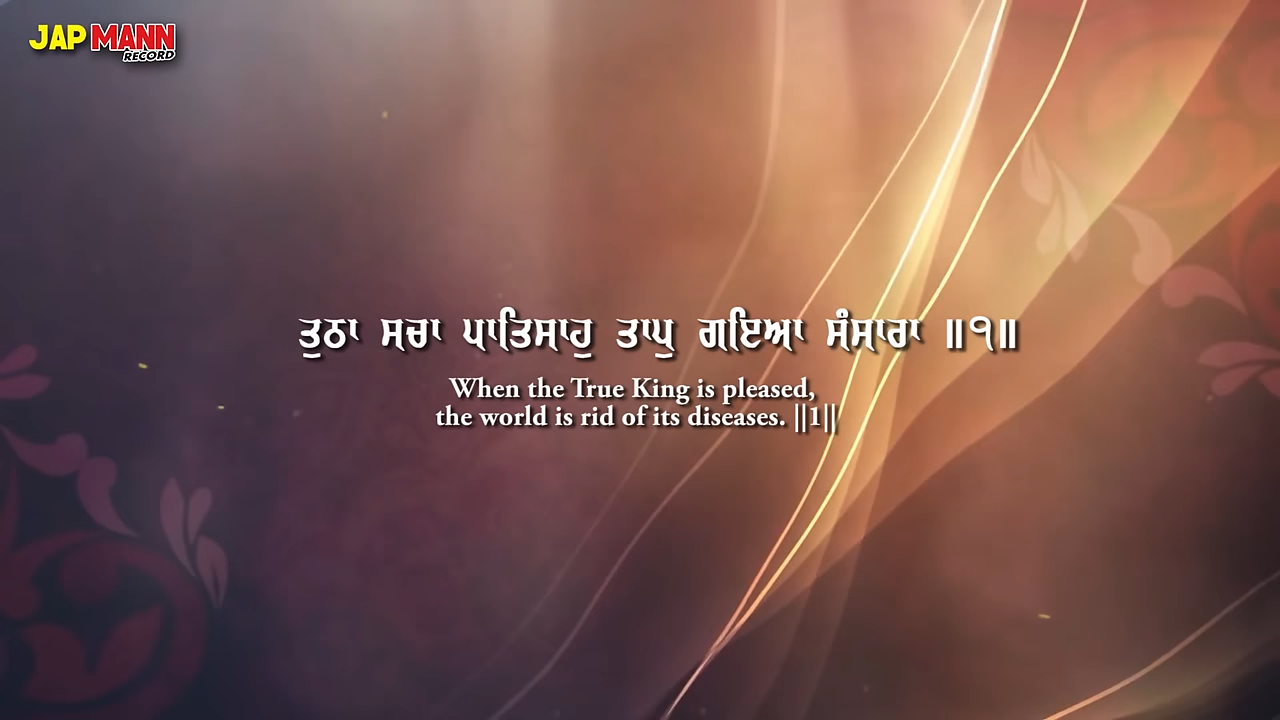 JAP MANN
RECORD
ਤੁਠਾ ਸਚਾ ਪਾਤਿਸਾਹੁ ਤਾਪੁ ਗਇਆ ਸੰਸਾਰਾ ॥੧॥
When the True King is pleased,
the world is rid of its diseases. ||1||